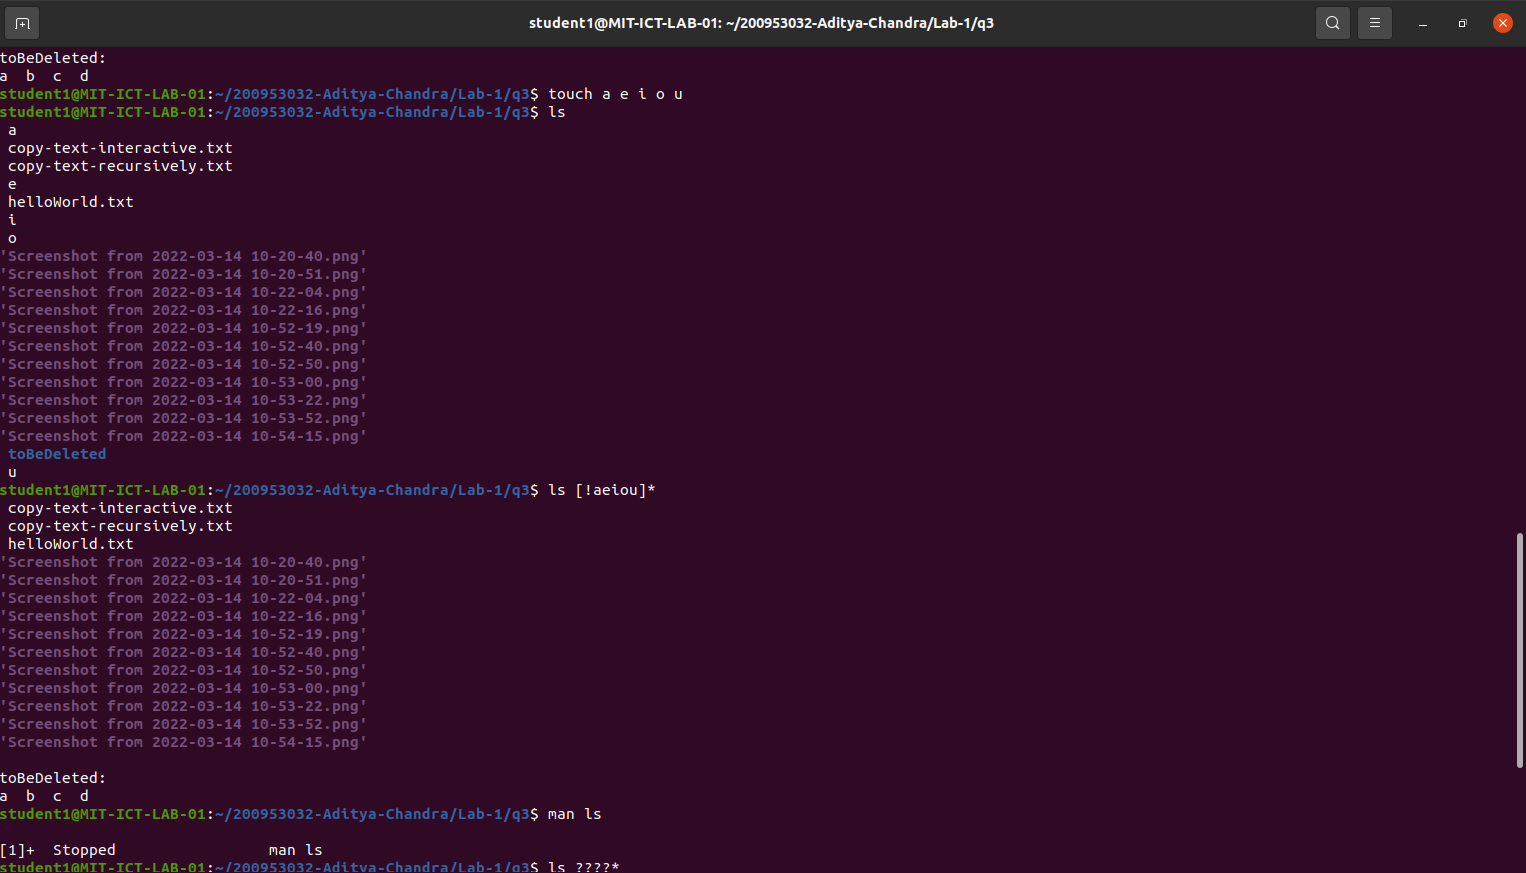 student1@MIT-ICT-LAB-01: ~/200953032-Aditya-Chandra/Lab-1/q3
toBeDeleted:
a  b  c  d
student1@MIT-ICT-LAB-01:~/200953032-Aditya-Chandra/Lab-1/q3$ touch a e i o u
student1@MIT-ICT-LAB-01:~/200953032-Aditya-Chandra/Lab-1/q3$ ls
a
copy-text-interactive.txt
copy-text-recursively.txt
e
helloWorld.txt
i
o
'Screenshot from 2022-03-14 10-20-40.png'
'Screenshot from 2022-03-14 10-20-51.png'
'Screenshot from 2022-03-14 10-22-04.png'
'Screenshot from 2022-03-14 10-22-16.png'
'Screenshot from 2022-03-14 10-52-19.png'
'Screenshot from 2022-03-14 10-52-40.png'
'Screenshot from 2022-03-14 10-52-50.png'
'Screenshot from 2022-03-14 10-53-00.png'
'Screenshot from 2022-03-14 10-53-22.png'
'Screenshot from 2022-03-14 10-53-52.png'
'Screenshot from 2022-03-14 10-54-15.png'
toBeDeleted
u
student1@MIT-ICT-LAB-01:~/200953032-Aditya-Chandra/Lab-1/q3$ ls [!aeiou]*
copy-text-interactive.txt
copy-text-recursively.txt
helloWorld.txt
'Screenshot from 2022-03-14 10-20-40.png'
'Screenshot from 2022-03-14 10-20-51.png'
'Screenshot from 2022-03-14 10-22-04.png'
'Screenshot from 2022-03-14 10-22-16.png'
'Screenshot from 2022-03-14 10-52-19.png'
'Screenshot from 2022-03-14 10-52-40.png'
'Screenshot from 2022-03-14 10-52-50.png'
'Screenshot from 2022-03-14 10-53-00.png'
'Screenshot from 2022-03-14 10-53-22.png'
'Screenshot from 2022-03-14 10-53-52.png'
'Screenshot from 2022-03-14 10-54-15.png'
toBeDeleted:
a  b  c  d
student1@MIT-ICT-LAB-01:~/200953032-Aditya-Chandra/Lab-1/q3$ man ls
[1]+  Stopped                 man ls
student1@MIT-ICT-LAB-01:~/200953032-Aditya-Chandra/Lab-1/q3$ ls ????*